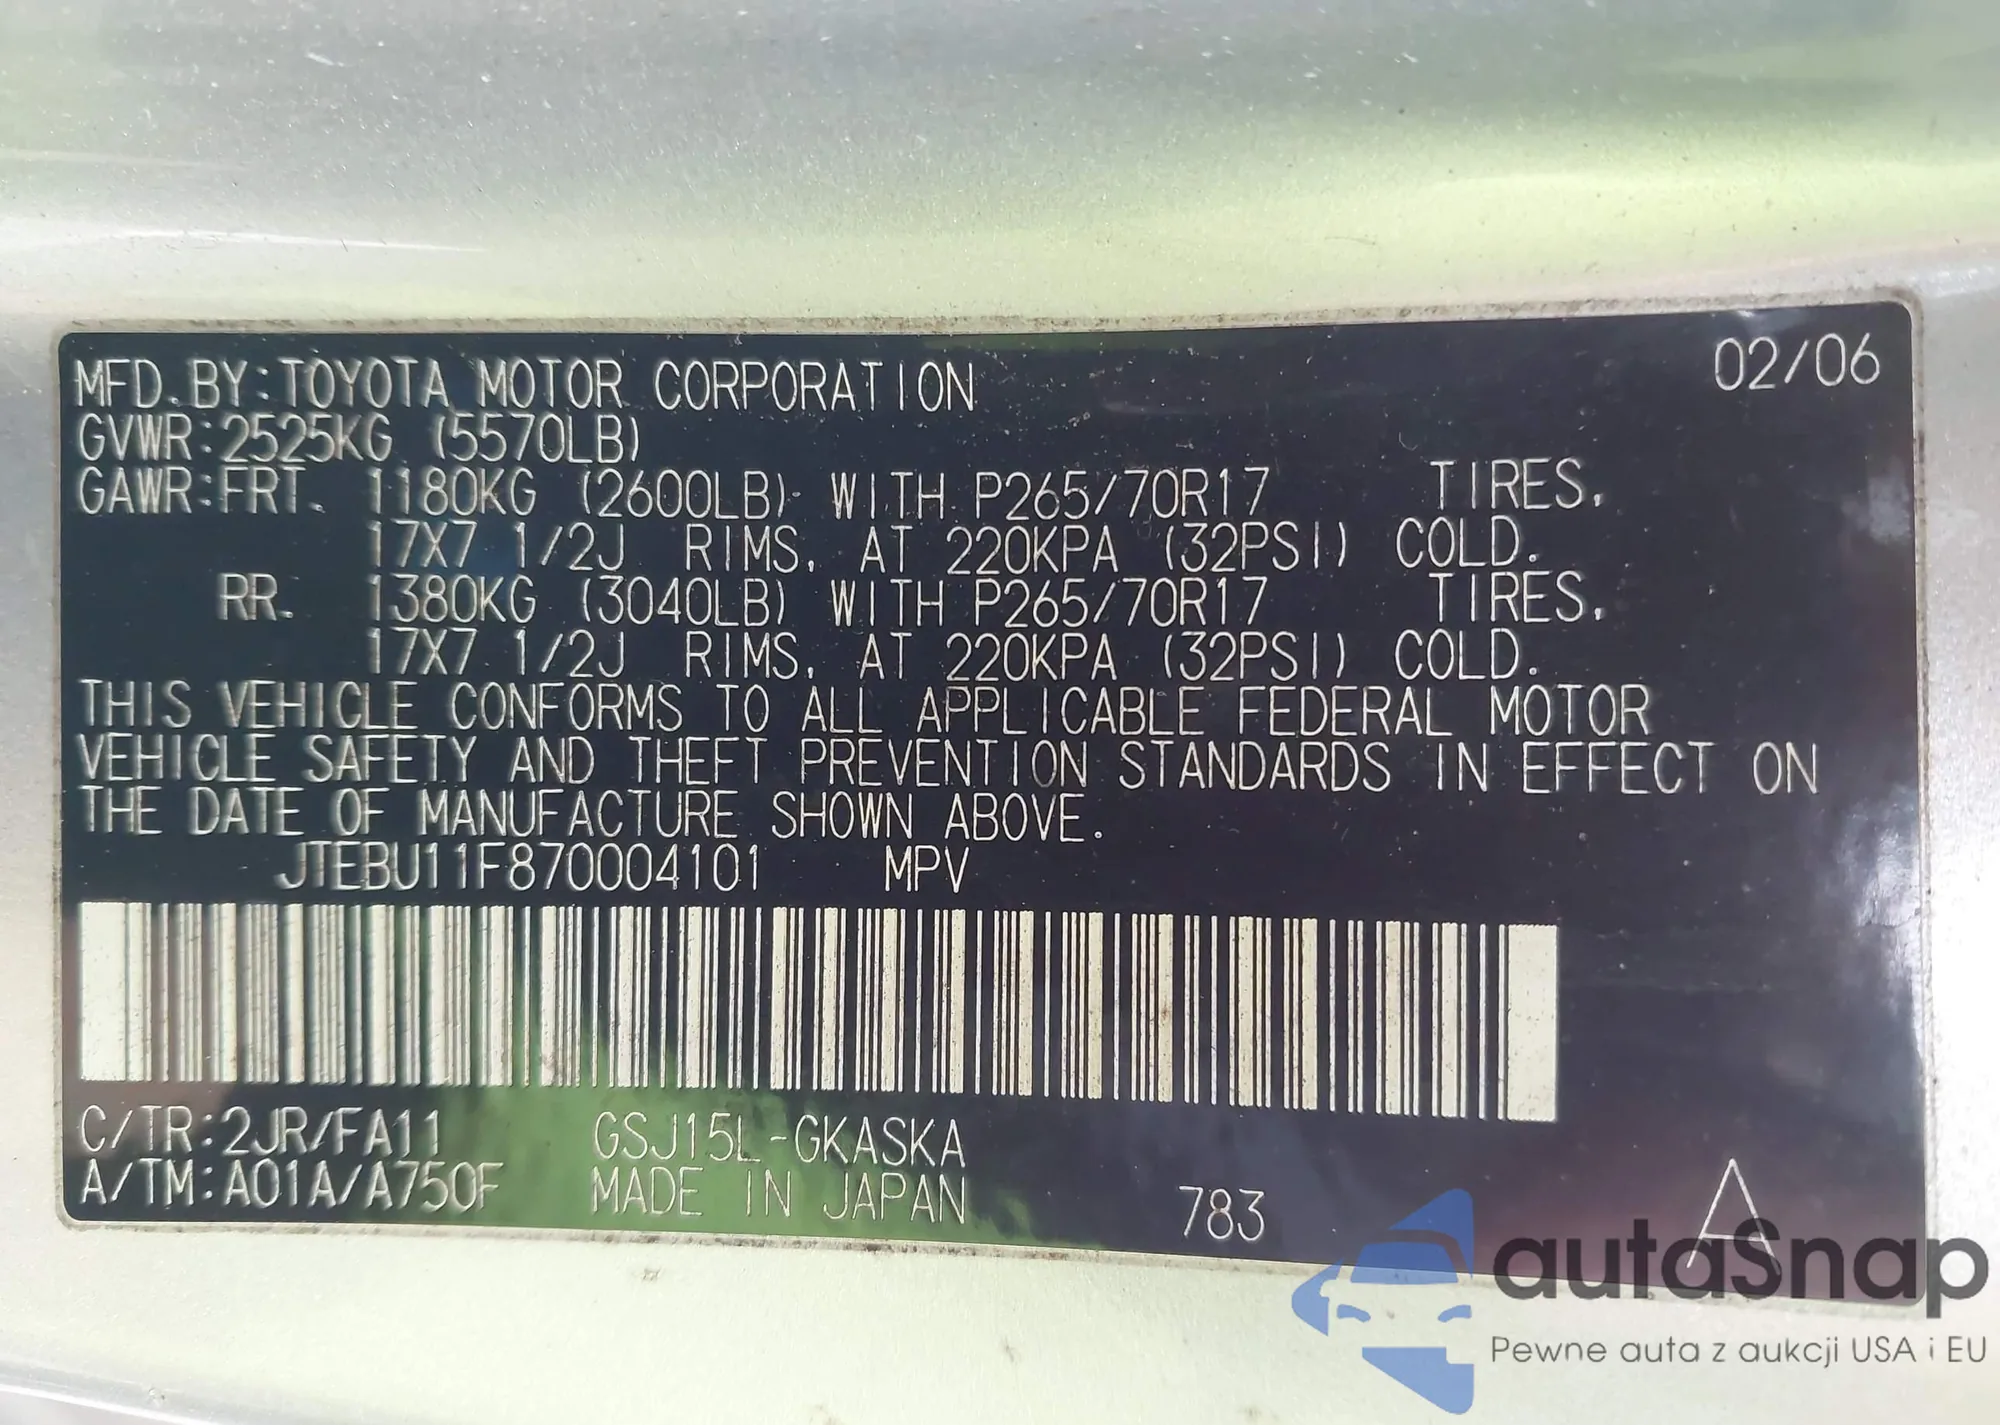 MFD. BY: TOYOTA MOTOR CORPORATION 02/06
GVWR: 2525KG (5570LB)
GAWR: FRT. 1180KG (2600LB) WITH P265/70R17 TIRES,
17X7 1/2J RIMS, AT 220KPA (32PSI) COLD.
RR. 1380KG (3040LB) WITH P265/70R17 TIRES,
17X7 1/2J RIMS, AT 220KPA (32PSI) COLD.
THIS VEHICLE CONFORMS TO ALL APPLICABLE FEDERAL MOTOR
VEHICLE SAFETY AND THEFT PREVENTION STANDARDS IN EFFECT ON
THE DATE OF MANUFACTURE SHOWN ABOVE.
JTEBU11F870004101 MPV
C/TR: 2JR/FA11 GSJ15L-GKASKA
A/TM: A01A/A750F MADE IN JAPAN 783 A
autaSnap
Pewne auta z aukcji USA i EU